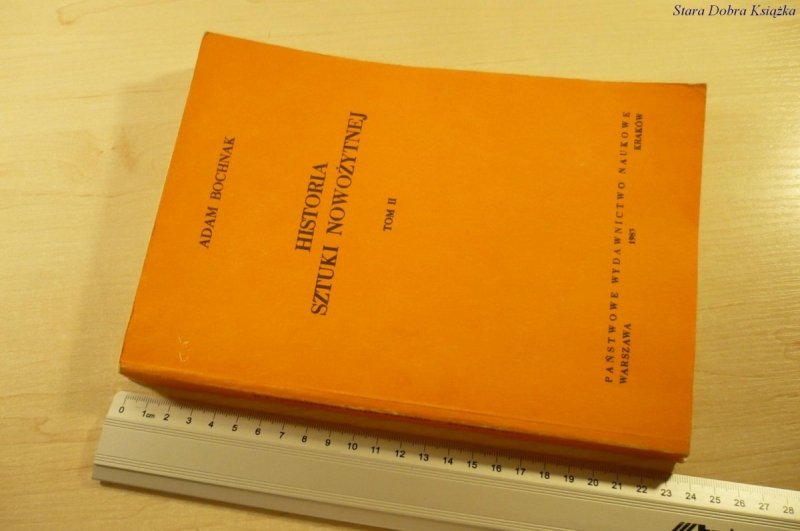 Stara Dobra Książka
ADAM BOCHNAK
HISTORIA
SZTUKI NOWOŻYTNEJ
TOM II
PAŃSTWOWE WYDAWNICTWO NAUKOWE
WARSZAWA 1985 KRAKÓW
0 1cm 2 3 4 5 6 7 8 9 10 11 12 13 14 15 16 17 18 19 20 21 22 23 24 25 26 27 28